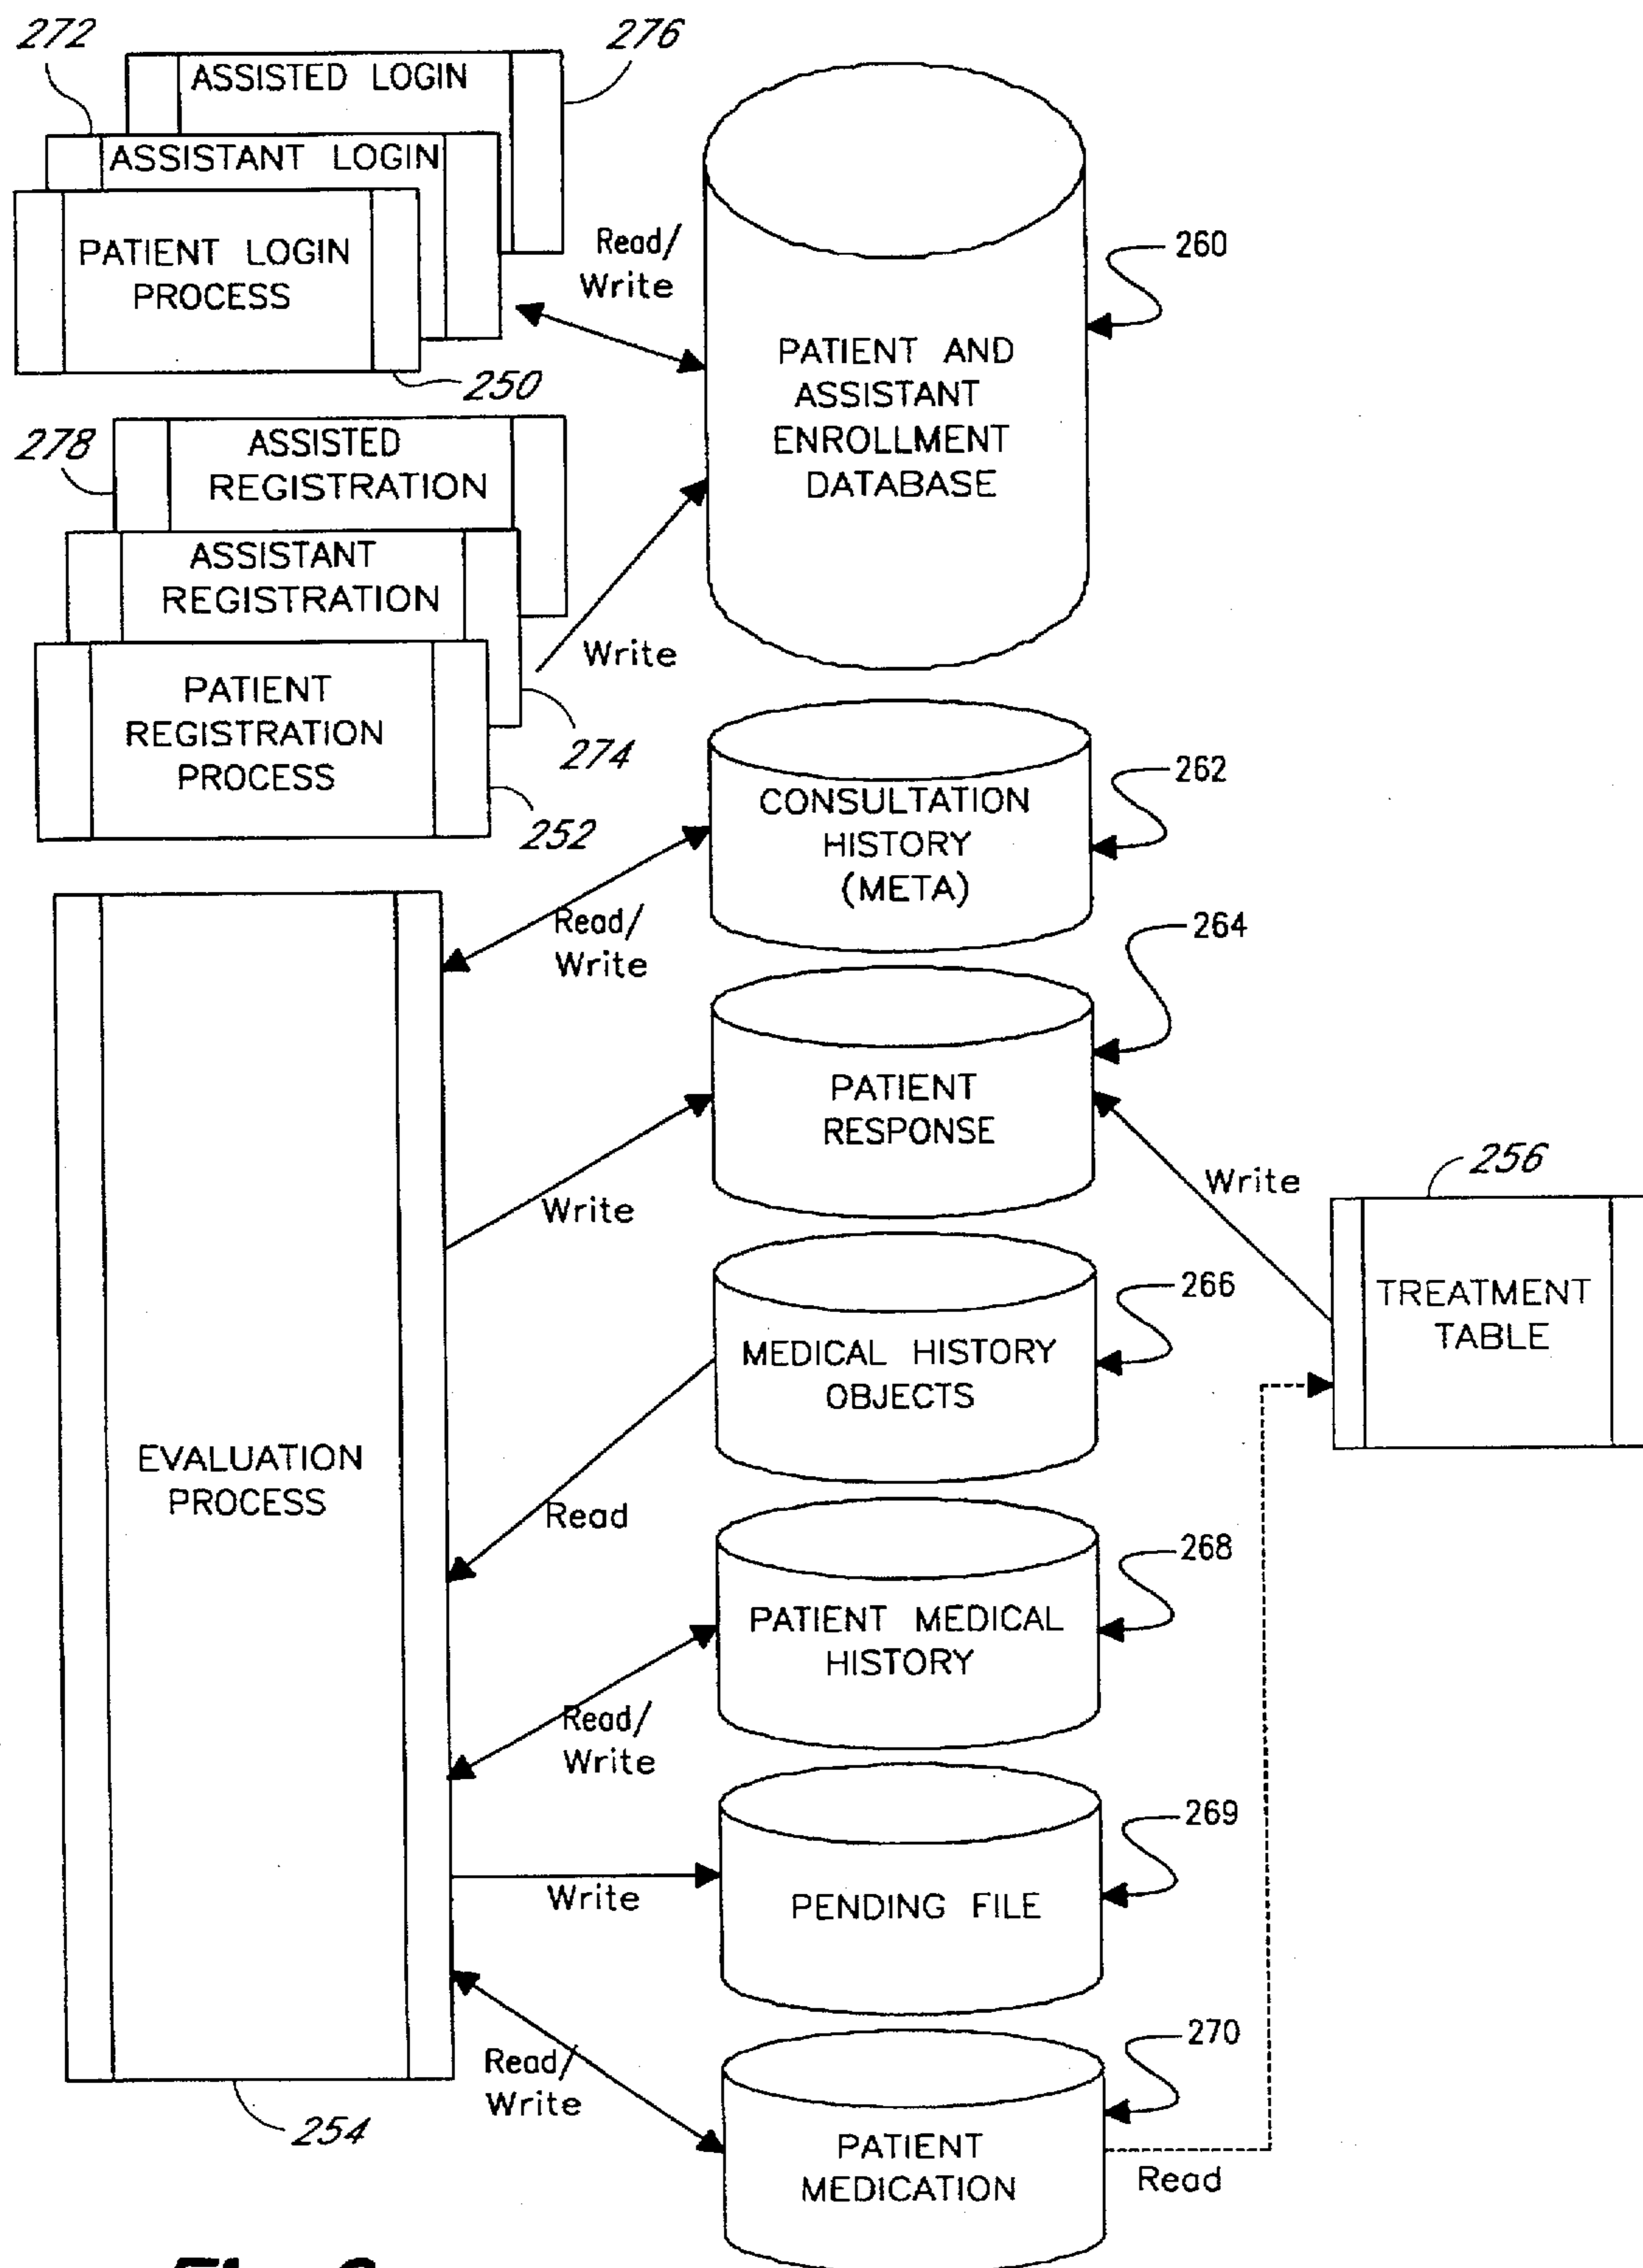 272
ASSISTED LOGIN
276
ASSISTANT LOGIN
PATIENT LOGIN
PROCESS
250
Read/
Write
260
PATIENT AND
ASSISTANT
ENROLLMENT
DATABASE
278
ASSISTED
REGISTRATION
ASSISTANT
REGISTRATION
PATIENT
REGISTRATION
PROCESS
Write
274
252
262
CONSULTATION
HISTORY
(META)
Read/
Write
264
PATIENT
RESPONSE
Write
Write
256
TREATMENT
TABLE
266
MEDICAL HISTORY
OBJECTS
EVALUATION
PROCESS
Read
268
PATIENT MEDICAL
HISTORY
Read/
Write
269
Write
PENDING FILE
270
Read/
Write
254
PATIENT
MEDICATION
Read